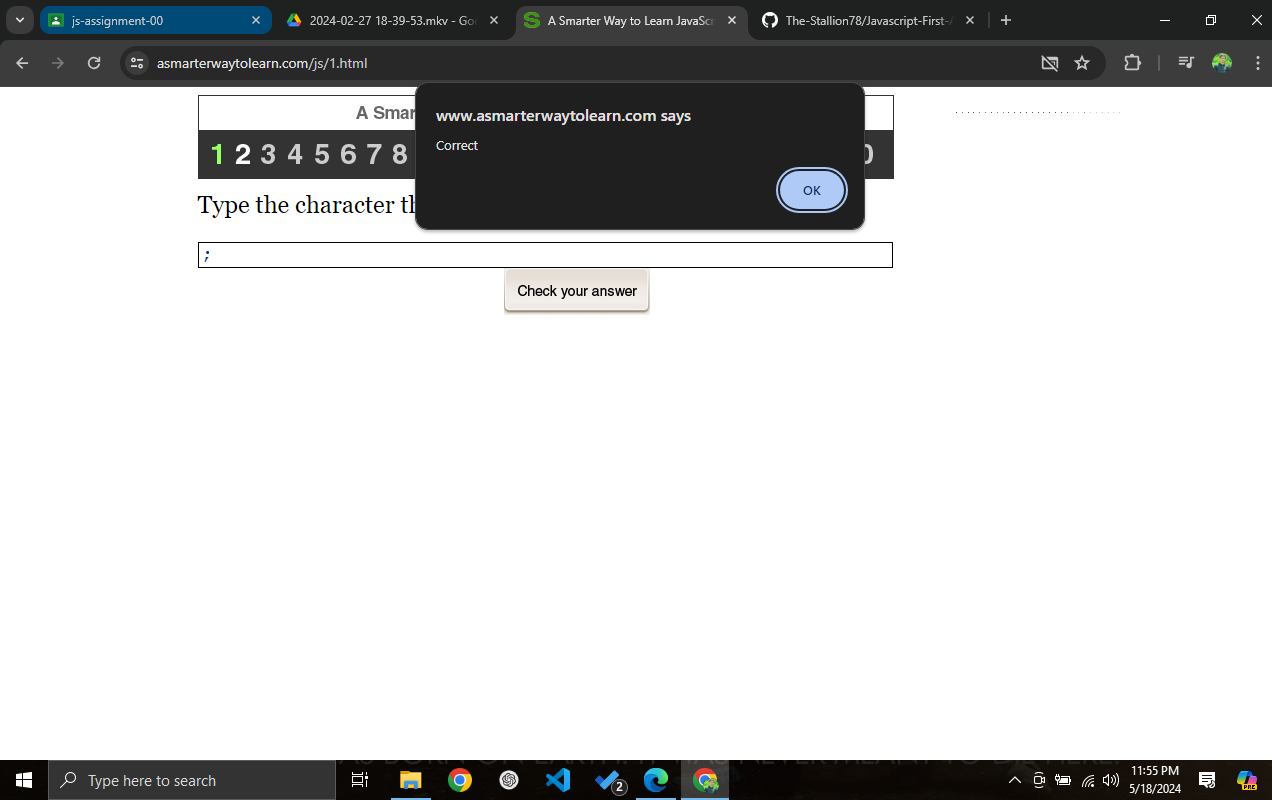 js-assignment-00
2024-02-27 18-39-53.mkv - Goo
A Smarter Way to Learn JavaScr
The-Stallion78/Javascript-First-A
asmarterwaytolearn.com/js/1.html
www.asmarterwaytolearn.com says
Correct
OK
A Smar
1 2 3 4 5 6 7 8
0
Type the character th
;
Check your answer
Type here to search
2
11:55 PM
5/18/2024
PRE